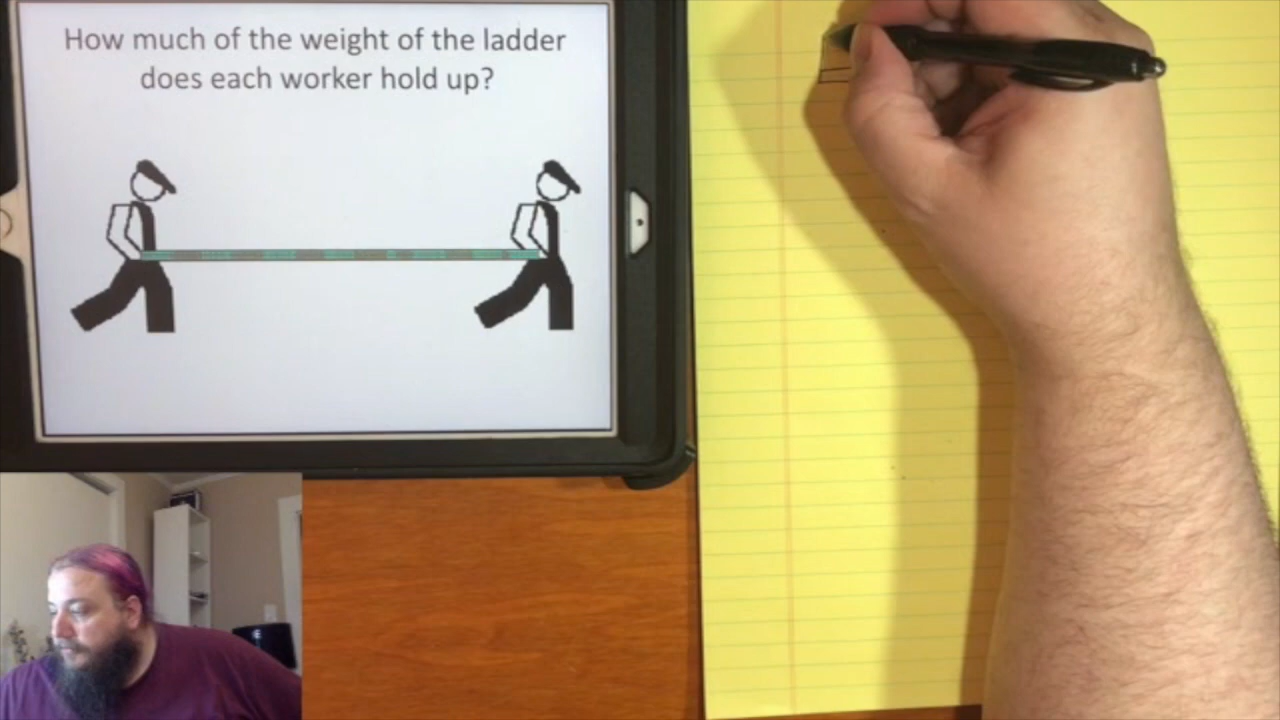 How much of the weight of the ladder
does each worker hold up?